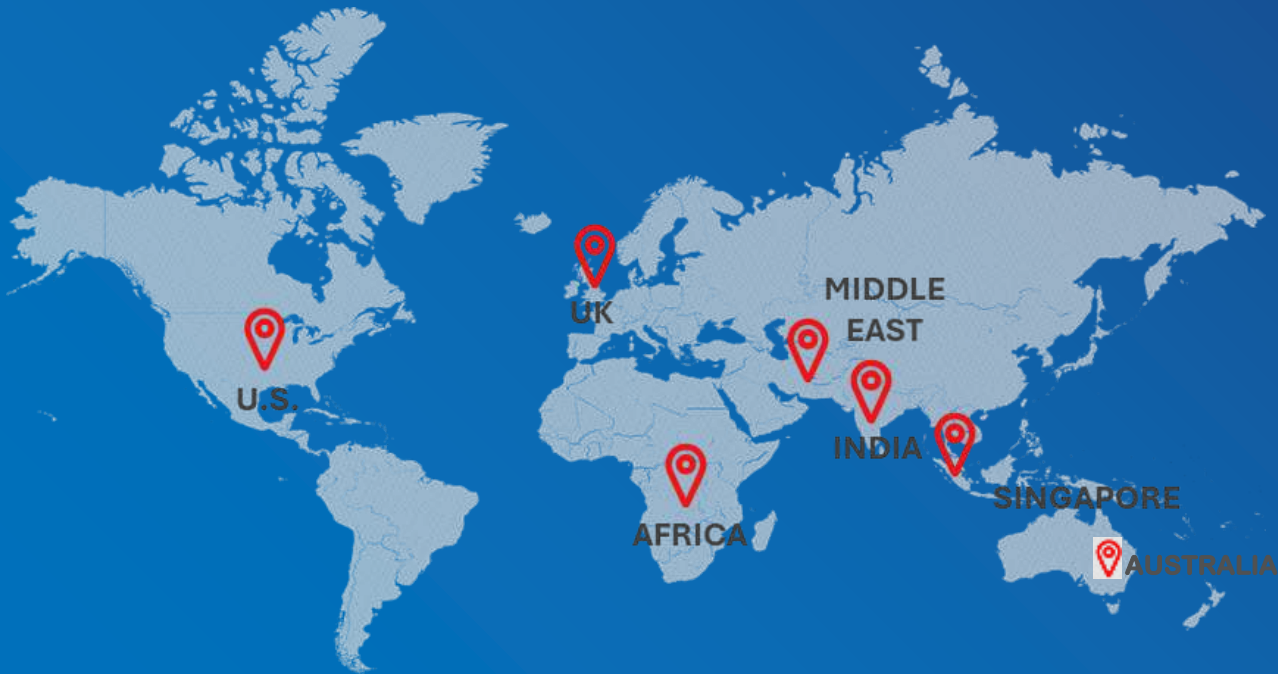 MIDDLE
EAST
UK
U.S.
INDIA
SINGAPORE
AFRICA
AUSTRALIA